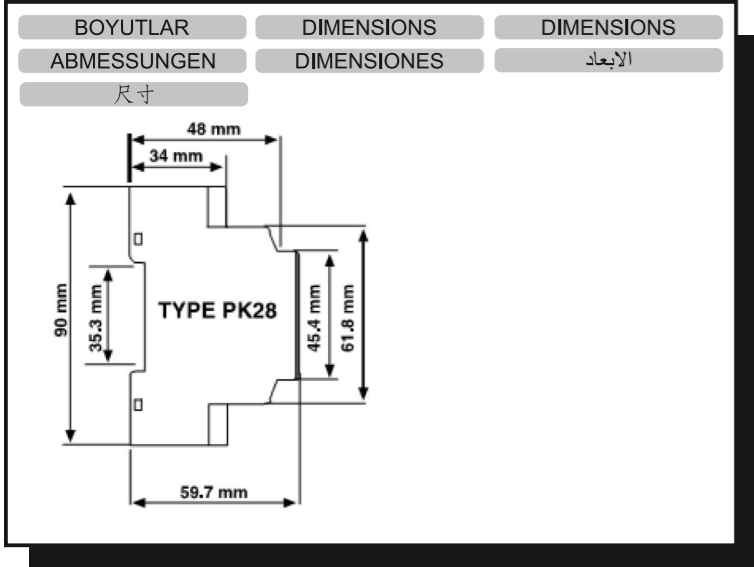 BOYUTLAR DIMENSIONS DIMENSIONS
ABMESSUNGEN DIMENSIONES الابعاد
尺寸
48 mm
34 mm
90 mm
35.3 mm
TYPE PK28
45.4 mm
61.8 mm
59.7 mm